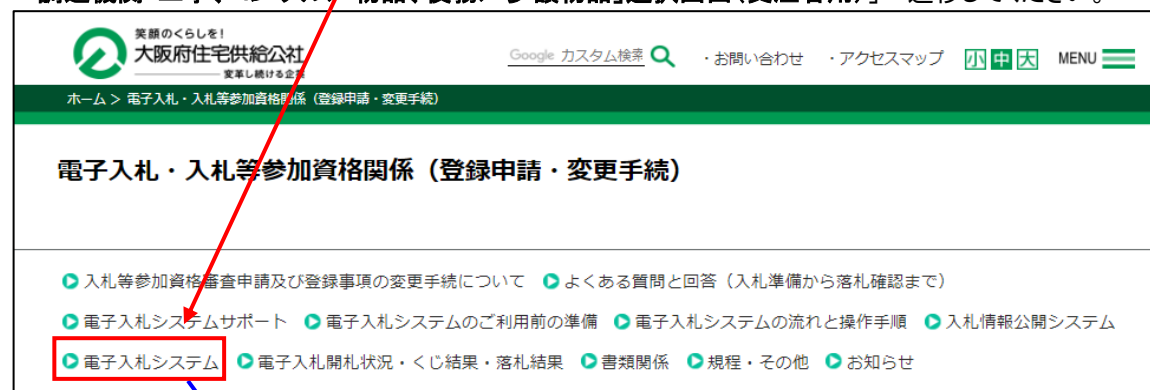 笑顔のくらしを!
大阪府住宅供給公社
変革し続ける企業
Google カスタム検索 ・お問い合わせ ・アクセスマップ 小 中 大 MENU
ホーム > 電子入札・入札等参加資格関係(登録申請・変更手続)
電子入札・入札等参加資格関係(登録申請・変更手続)
入札等参加資格審査申請及び登録事項の変更手続について よくある質問と回答(入札準備から落札確認まで)
電子入札システムサポート 電子入札システムのご利用前の準備 電子入札システムの流れと操作手順 入札情報公開システム
電子入札システム 電子入札開札状況・くじ結果・落札結果 書類関係 規程・その他 お知らせ